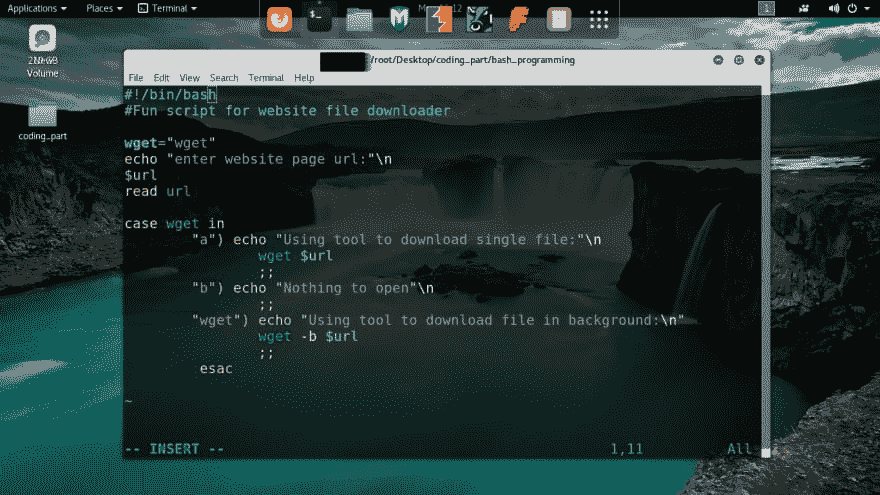 Applications Places Terminal 1
/root/Desktop/coding_part/bash_programming
File Edit View Search Terminal Help
Volume
coding_part
#!/bin/bash
#Fun script for website file downloader
wget="wget"
echo "enter website page url:"\n
$url
read url
case wget in
"a") echo "Using tool to download single file:"\n
wget $url
;;
"b") echo "Nothing to open"\n
;;
"wget") echo "Using tool to download file in background:\n"
wget -b $url
;;
esac
~
-- INSERT -- 1,11 All